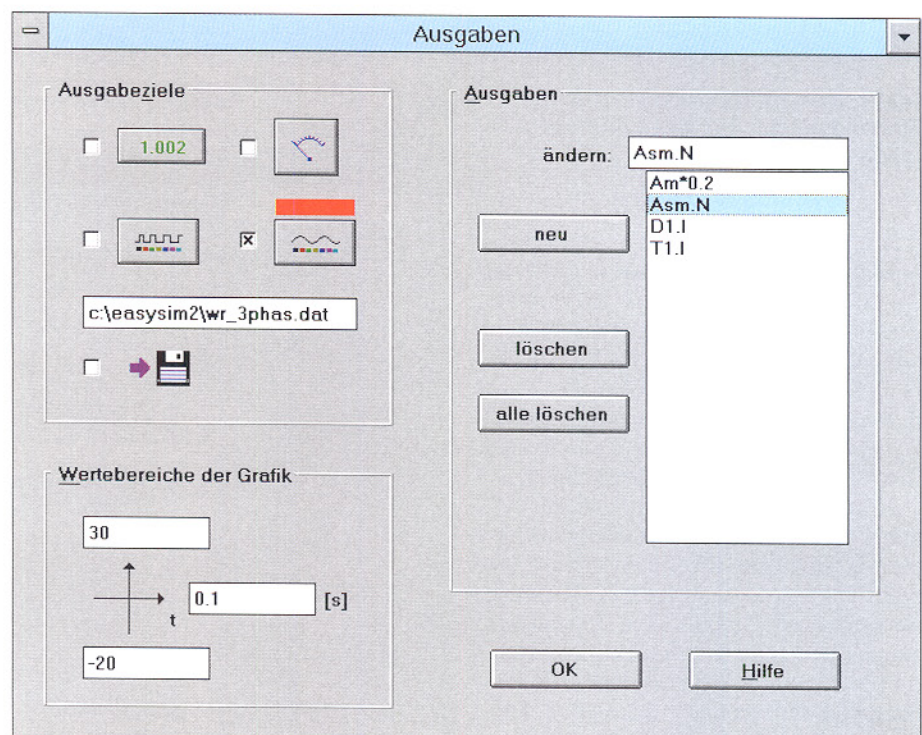 Ausgaben
Ausgabeziele
1.002
c:\easysim2\wr_3phas.dat
Wertebereiche der Grafik
30
0.1 [s]
t
-20
Ausgaben
ändern: Asm.N
Am*0.2
Asm.N
D1.I
T1.I
neu
löschen
alle löschen
OK
Hilfe